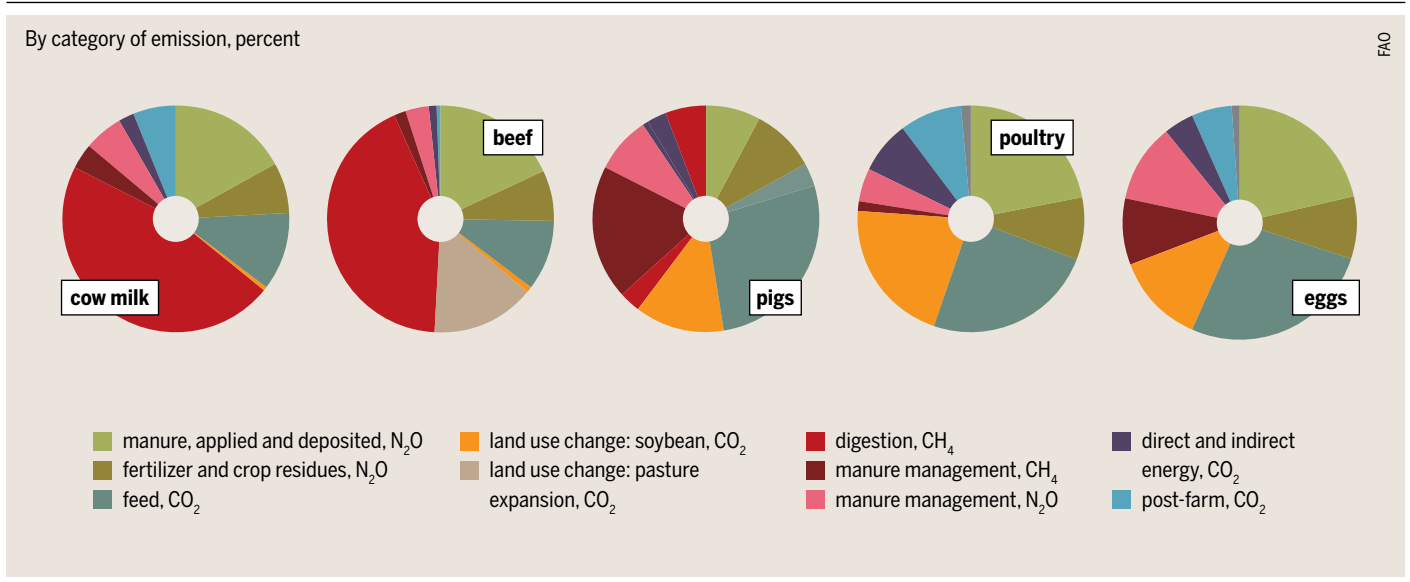 By category of emission, percent
FAO
beef
poultry
cow milk
pigs
eggs
manure, applied and deposited, N₂O
fertilizer and crop residues, N₂O
feed, CO₂
land use change: soybean, CO₂
land use change: pasture
expansion, CO₂
digestion, CH₄
manure management, CH₄
manure management, N₂O
direct and indirect
energy, CO₂
post-farm, CO₂